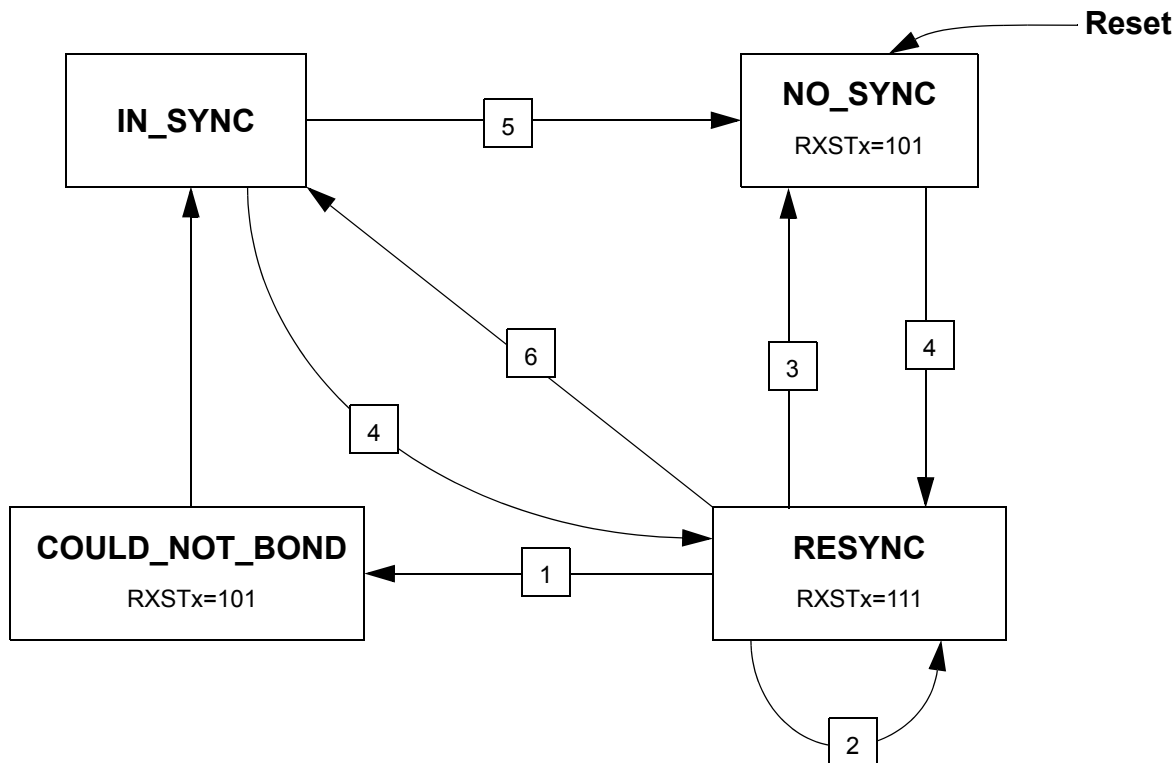 Reset
IN_SYNC
NO_SYNC
RXSTx=101
5
6
3
4
4
COULD_NOT_BOND
RXSTx=101
1
RESYNC
RXSTx=111
2